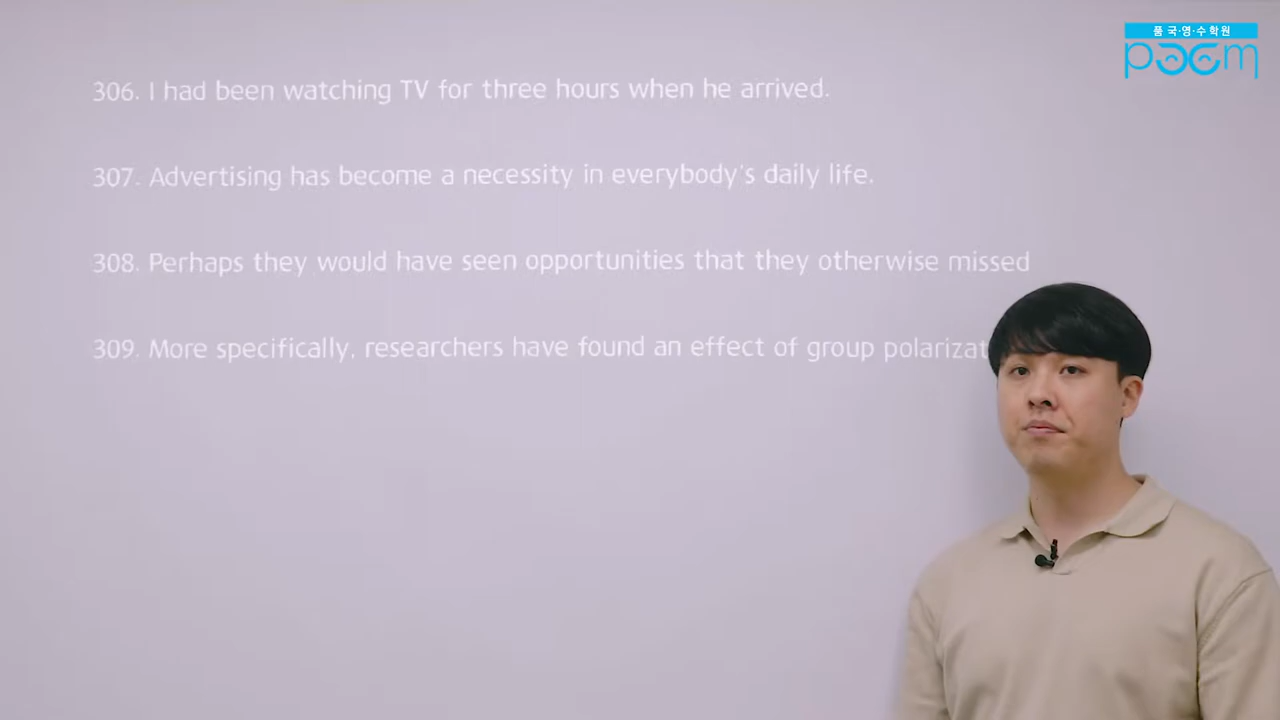 품 국·영·수 학원
poem
306. I had been watching TV for three hours when he arrived.
307. Advertising has become a necessity in everybody's daily life.
308. Perhaps they would have seen opportunities that they otherwise missed
309. More specifically, researchers have found an effect of group